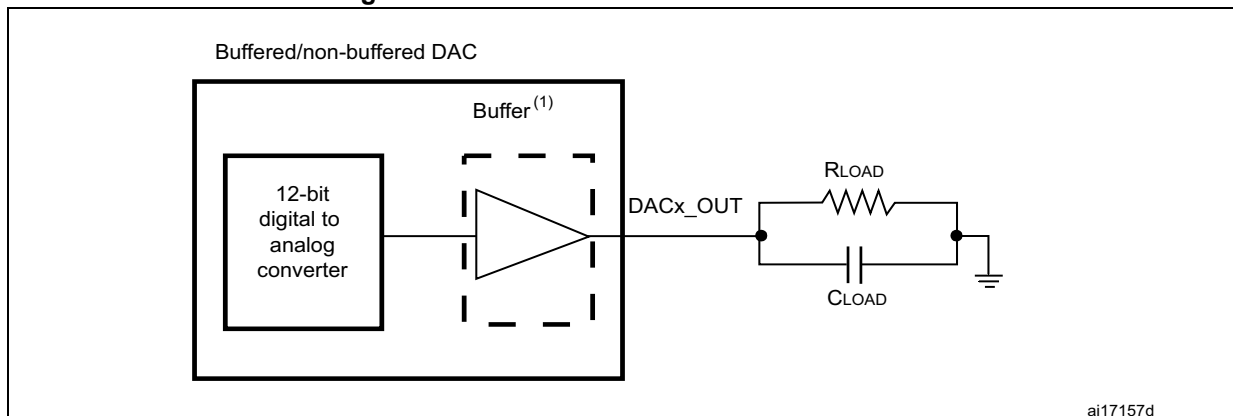 Buffered/non-buffered DAC
Buffer(1)
12-bit
digital to
analog
converter
DACx_OUT
RLOAD
CLOAD
ai17157d